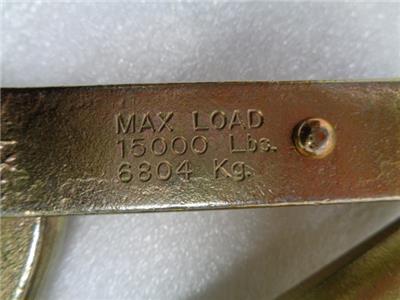 MAX LOAD
15000 Lbs.
6804 Kg.